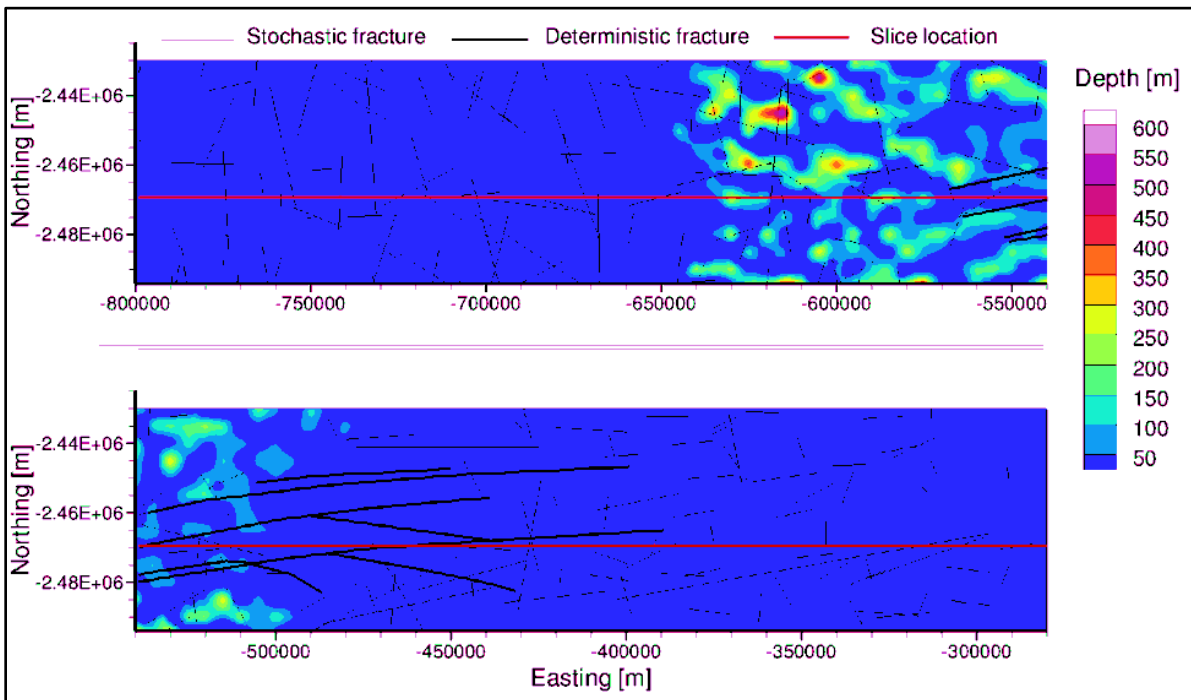 Stochastic fracture Deterministic fracture Slice location
Depth [m]
600
550
500
450
400
350
300
250
200
150
100
50
Northing [m]
-2.44E+06
-2.46E+06
-2.48E+06
-800000 -750000 -700000 -650000 -600000 -550000
Northing [m]
-2.44E+06
-2.46E+06
-2.48E+06
-500000 -450000 -400000 -350000 -300000
Easting [m]